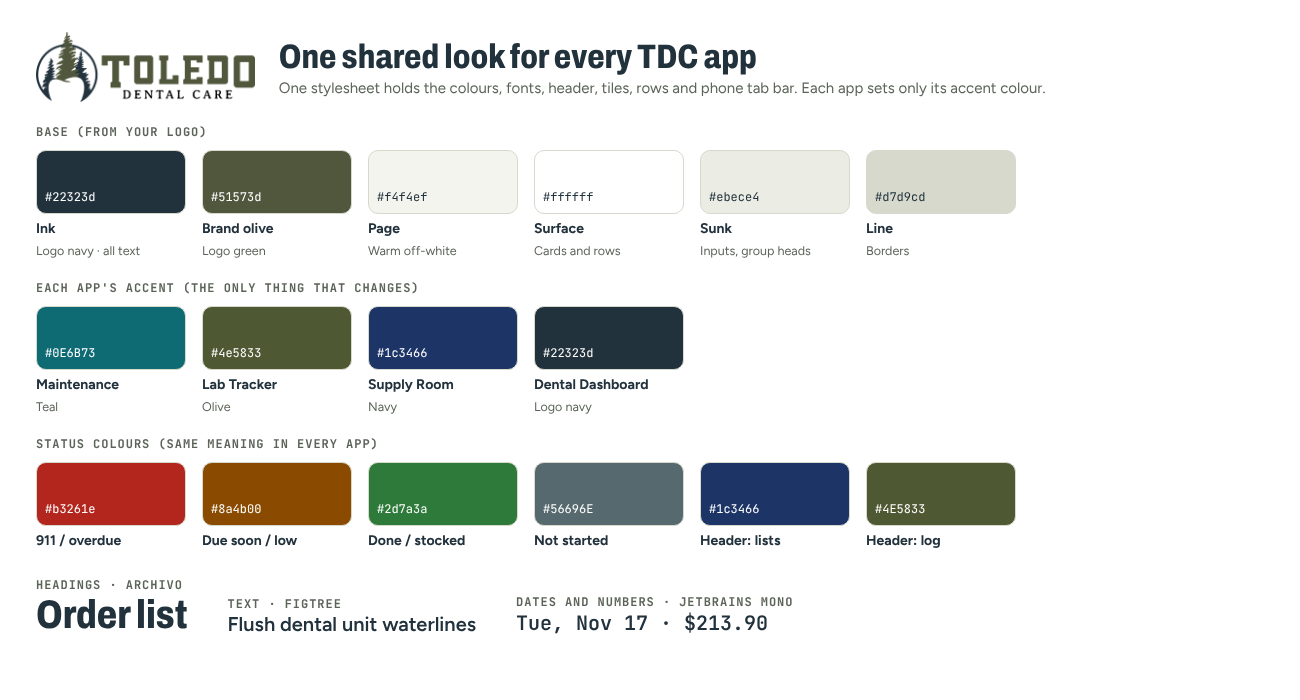 TOLEDO
DENTAL CARE
One shared look for every TDC app
One stylesheet holds the colours, fonts, header, tiles, rows and phone tab bar. Each app sets only its accent colour.
BASE (FROM YOUR LOGO)
#22323d #51573d #f4f4ef #ffffff #ebece4 #d7d9cd
Ink Brand olive Page Surface Sunk Line
Logo navy · all text Logo green Warm off-white Cards and rows Inputs, group heads Borders
EACH APP'S ACCENT (THE ONLY THING THAT CHANGES)
#0E6B73 #4e5833 #1c3466 #22323d
Maintenance Lab Tracker Supply Room Dental Dashboard
Teal Olive Navy Logo navy
STATUS COLOURS (SAME MEANING IN EVERY APP)
#b3261e #8a4b00 #2d7a3a #56696E #1c3466 #4E5833
911 / overdue Due soon / low Done / stocked Not started Header: lists Header: log
HEADINGS · ARCHIVO
Order list
TEXT · FIGTREE
Flush dental unit waterlines
DATES AND NUMBERS · JETBRAINS MONO
Tue, Nov 17 · $213.90